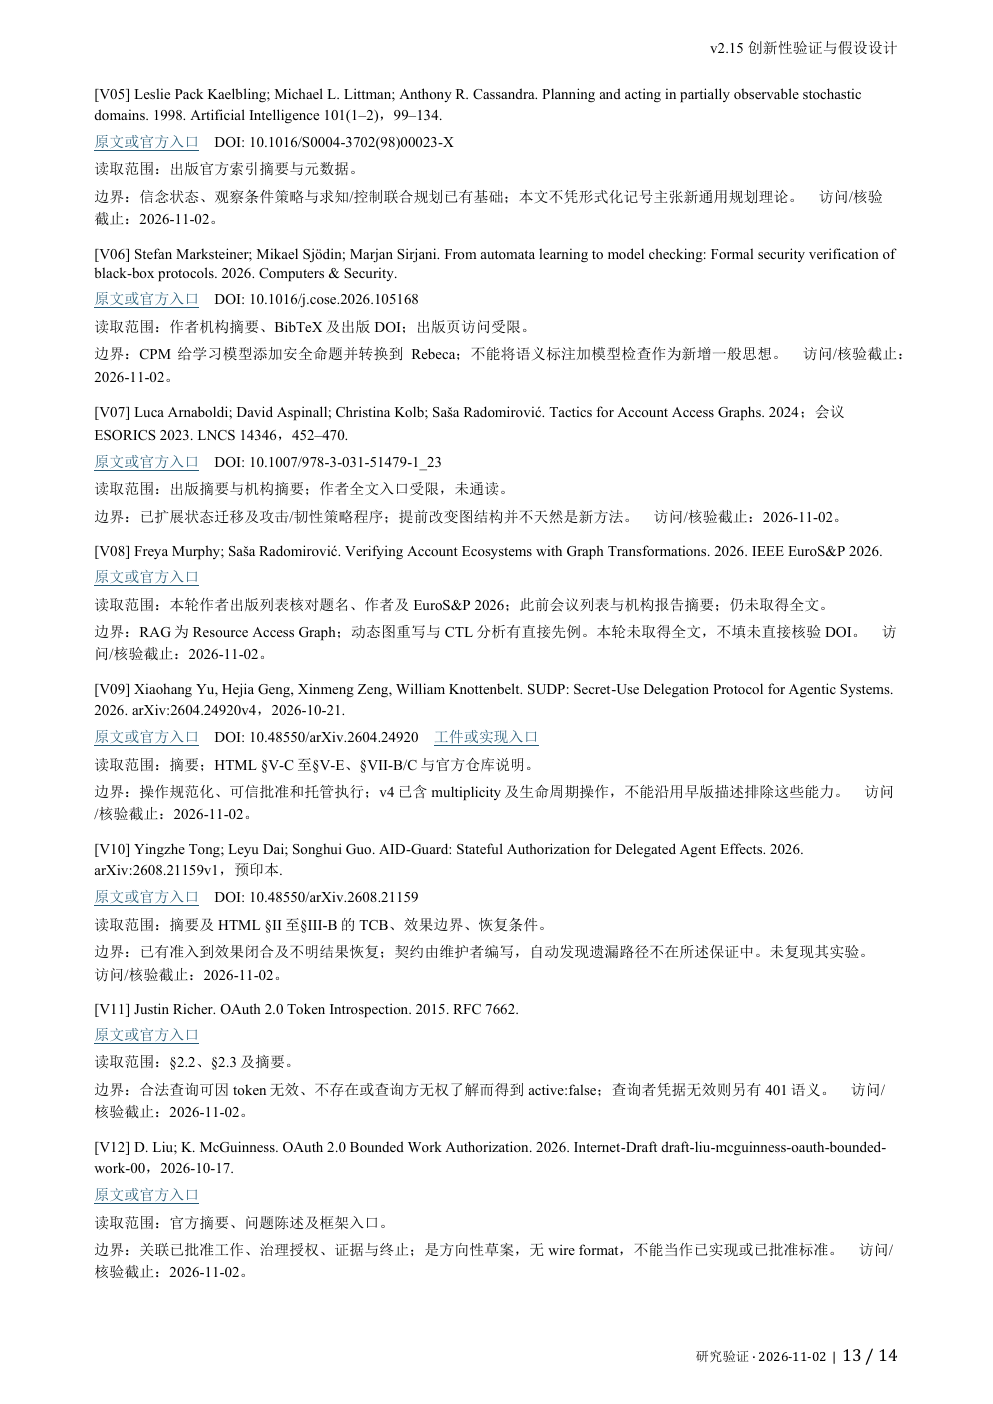 v2.15 创新性验证与假设设计
[V05] Leslie Pack Kaelbling; Michael L. Littman; Anthony R. Cassandra. Planning and acting in partially observable stochastic
domains. 1998. Artificial Intelligence 101(1–2)，99–134.
原文或官方入口 DOI: 10.1016/S0004-3702(98)00023-X
读取范围：出版官方索引摘要与元数据。
边界：信念状态、观察条件策略与求知/控制联合规划已有基础；本文不凭形式化记号主张新通用规划理论。 访问/核验
截止：2026-11-02。
[V06] Stefan Marksteiner; Mikael Sjödin; Marjan Sirjani. From automata learning to model checking: Formal security verification of
black-box protocols. 2026. Computers & Security.
原文或官方入口 DOI: 10.1016/j.cose.2026.105168
读取范围：作者机构摘要、BibTeX 及出版 DOI；出版页访问受限。
边界：CPM 给学习模型添加安全命题并转换到 Rebeca；不能将语义标注加模型检查作为新增一般思想。 访问/核验截止：
2026-11-02。
[V07] Luca Arnaboldi; David Aspinall; Christina Kolb; Saša Radomirović. Tactics for Account Access Graphs. 2024；会议
ESORICS 2023. LNCS 14346，452–470.
原文或官方入口 DOI: 10.1007/978-3-031-51479-1_23
读取范围：出版摘要与机构摘要；作者全文入口受限，未通读。
边界：已扩展状态迁移及攻击/韧性策略程序；提前改变图结构并不天然是新方法。 访问/核验截止：2026-11-02。
[V08] Freya Murphy; Saša Radomirović. Verifying Account Ecosystems with Graph Transformations. 2026. IEEE EuroS&P 2026.
原文或官方入口
读取范围：本轮作者出版列表核对题名、作者及 EuroS&P 2026；此前会议列表与机构报告摘要；仍未取得全文。
边界：RAG 为 Resource Access Graph；动态图重写与 CTL 分析有直接先例。本轮未取得全文，不填未直接核验 DOI。 访
问/核验截止：2026-11-02。
[V09] Xiaohang Yu, Hejia Geng, Xinmeng Zeng, William Knottenbelt. SUDP: Secret-Use Delegation Protocol for Agentic Systems.
2026. arXiv:2604.24920v4，2026-10-21.
原文或官方入口 DOI: 10.48550/arXiv.2604.24920 工件或实现入口
读取范围：摘要；HTML §V-C 至§V-E、§VII-B/C 与官方仓库说明。
边界：操作规范化、可信批准和托管执行；v4 已含 multiplicity 及生命周期操作，不能沿用早版描述排除这些能力。 访问
/核验截止：2026-11-02。
[V10] Yingzhe Tong; Leyu Dai; Songhui Guo. AID-Guard: Stateful Authorization for Delegated Agent Effects. 2026.
arXiv:2608.21159v1，预印本.
原文或官方入口 DOI: 10.48550/arXiv.2608.21159
读取范围：摘要及 HTML §II 至§III-B 的 TCB、效果边界、恢复条件。
边界：已有准入到效果闭合及不明结果恢复；契约由维护者编写，自动发现遗漏路径不在所述保证中。未复现其实验。
访问/核验截止：2026-11-02。
[V11] Justin Richer. OAuth 2.0 Token Introspection. 2015. RFC 7662.
原文或官方入口
读取范围：§2.2、§2.3 及摘要。
边界：合法查询可因 token 无效、不存在或查询方无权了解而得到 active:false；查询者凭据无效则另有 401 语义。 访问/
核验截止：2026-11-02。
[V12] D. Liu; K. McGuinness. OAuth 2.0 Bounded Work Authorization. 2026. Internet-Draft draft-liu-mcguinness-oauth-bounded-
work-00，2026-10-17.
原文或官方入口
读取范围：官方摘要、问题陈述及框架入口。
边界：关联已批准工作、治理授权、证据与终止；是方向性草案，无 wire format，不能当作已实现或已批准标准。 访问/
核验截止：2026-11-02。
研究验证 · 2026-11-02 | 13 / 14